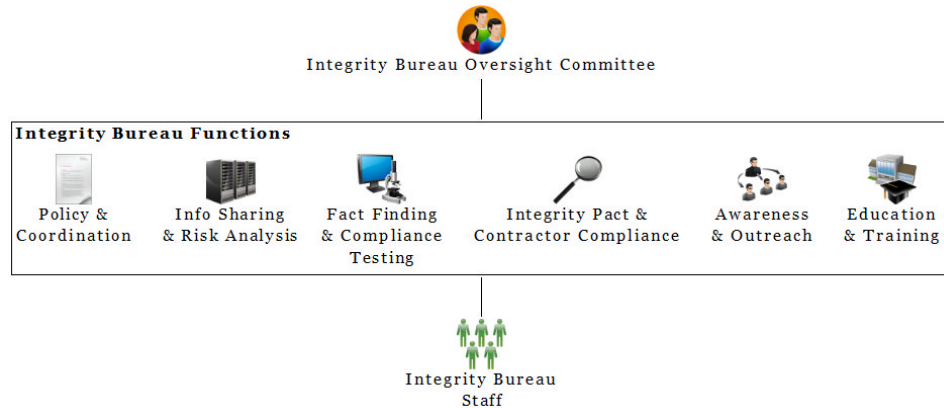 Integrity Bureau Oversight Committee
Integrity Bureau Functions
Policy &
Coordination
Info Sharing
& Risk Analysis
Fact Finding
& Compliance
Testing
Integrity Pact &
Contractor Compliance
Awareness
& Outreach
Education
& Training
Integrity Bureau
Staff